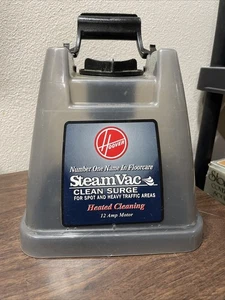 HOOVER
Number One Name In Floorcare
SteamVac
CLEAN SURGE
FOR SPOT AND HEAVY TRAFFIC AREAS
Heated Cleaning
12 Amp Motor